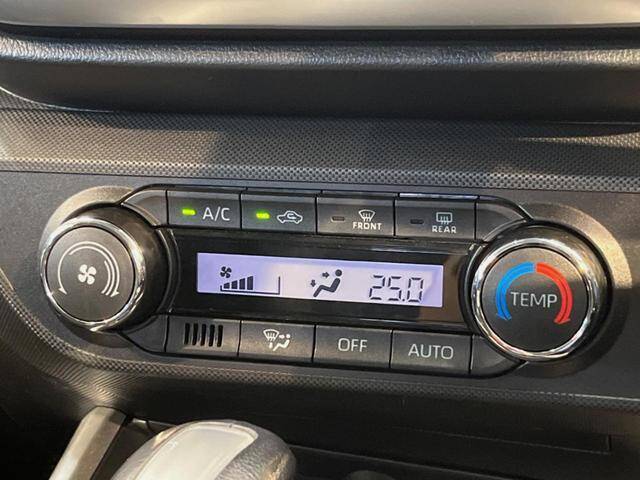 A/C
FRONT
REAR
25.0
TEMP
OFF
AUTO